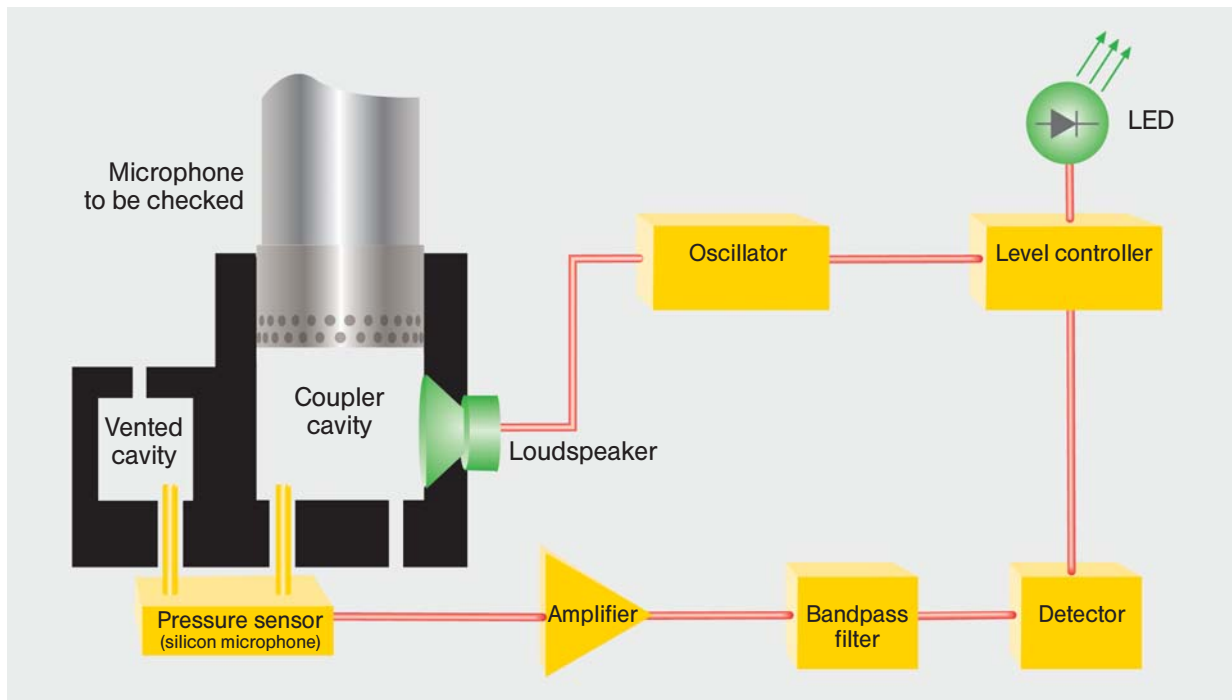 LED
Microphone
to be checked
Oscillator
Level controller
Coupler
cavity
Vented
cavity
Loudspeaker
Pressure sensor
(silicon microphone)
Amplifier
Bandpass
filter
Detector